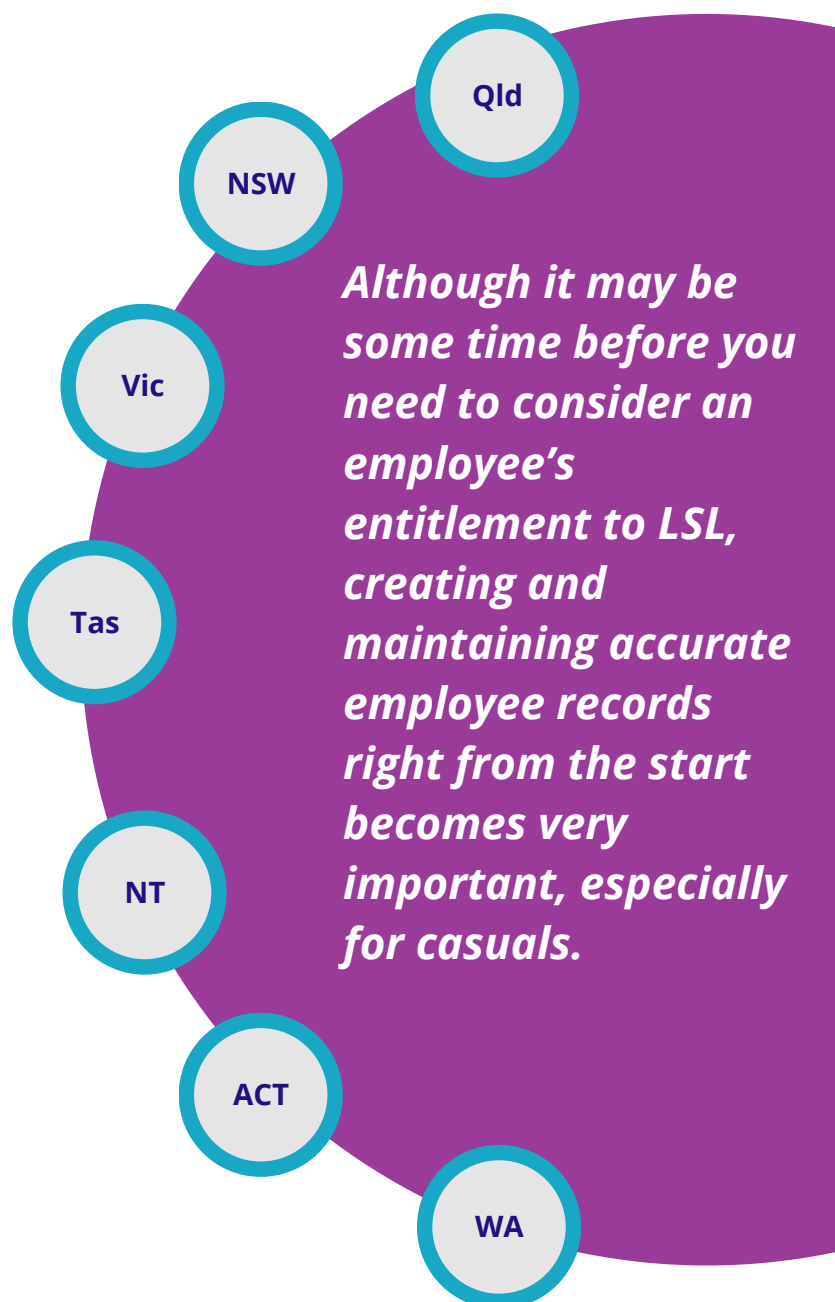 Qld
NSW
Although it may be
some time before you
Vic
need to consider an
employee’s
entitlement to LSL,
creating and
Tas
maintaining accurate
employee records
right from the start
becomes very
NT
important, especially
for casuals.
ACT
WA